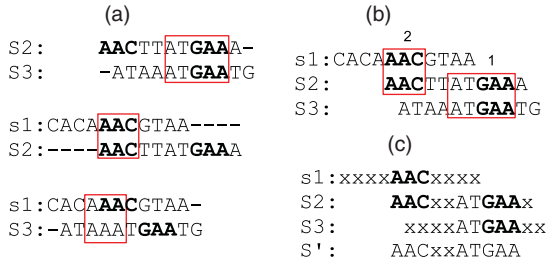 (a)
S2: AACTTATGAAA-
S3: -ATAAATGAATG
s1:CACAAACGTAA----
S2:----AACTTATGAAA
s1:CACAAACGTAA-
S3:-ATAAATGAATG
(b)
2
1
s1:CACAAACGTAA
S2: AACTTATGAAA
S3: ATAAATGAATG
(c)
s1:xxxxAACxxxx
S2: AACxxATGAAx
S3: xxxxATGAAxx
S': AACxxATGAA